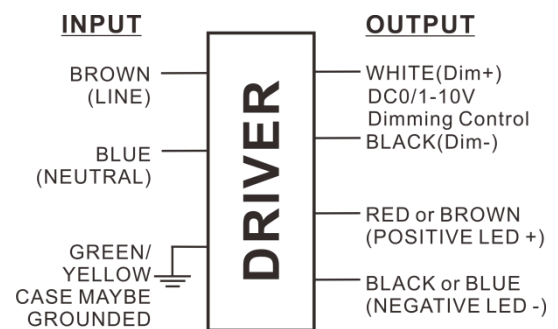 INPUT
BROWN
(LINE)
BLUE
(NEUTRAL)
GREEN/
YELLOW
CASE MAYBE
GROUNDED
DRIVER
OUTPUT
WHITE(Dim+)
DC0/1-10V
Dimming Control
BLACK(Dim-)
RED or BROWN
(POSITIVE LED +)
BLACK or BLUE
(NEGATIVE LED -)